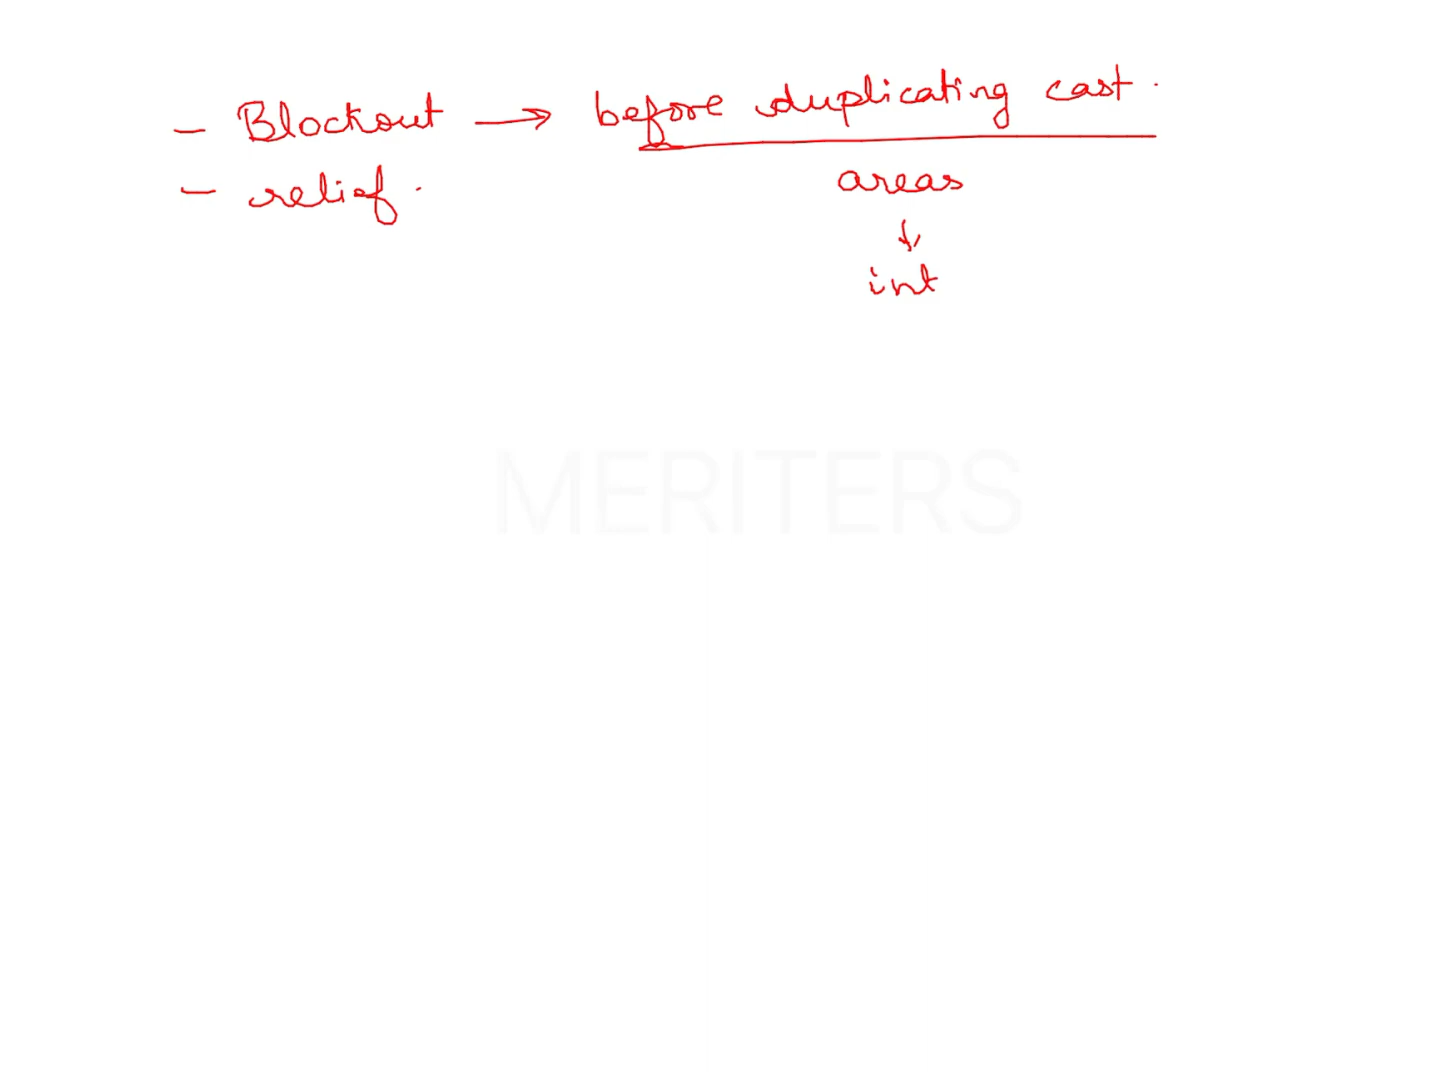 - Blockout → before duplicating cast.
- relief.
areas
↓
int
MERITERS